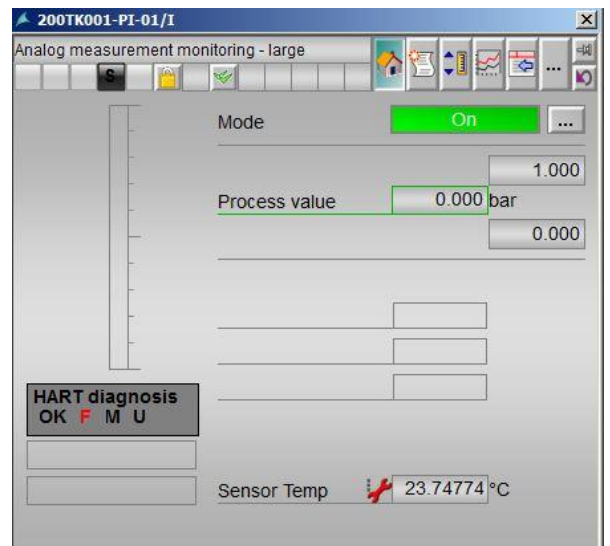 200TK001-PI-01/I
Analog measurement monitoring - large
...
S
Mode On ...
1.000
Process value 0.000 bar
0.000
HART diagnosis
OK F M U
Sensor Temp 23.74774 °C